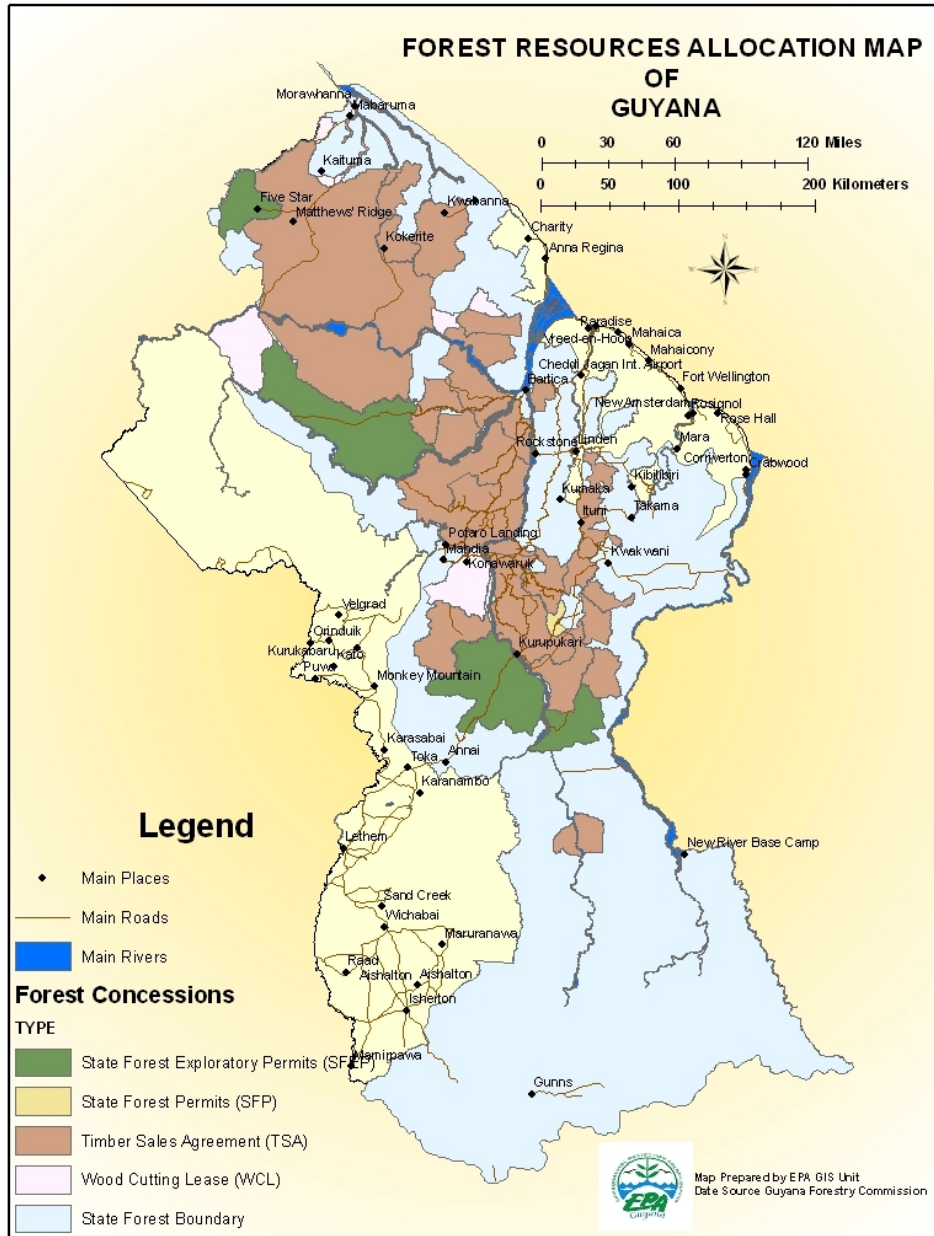 FOREST RESOURCES ALLOCATION MAP
OF
GUYANA
0 30 60 120 Miles
0 50 100 200 Kilometers
N
W E
S
Morawhanna
Mabaruma
Kaituma
Five Star
Matthews' Ridge
Kwabanna
Kokerite
Charity
Anna Regina
Paradise
Vreed-en-Hoop
Mahaica
Mahaicony
Cheddi Jagan Int. Airport
Bartica
Fort Wellington
New Amsterdam
Rosignol
Rose Hall
Mara
Rockstone
Linden
Corriverton
Crabwood
Kibilibiri
Kumaka
Ituni
Takama
Potaro Landing
Mahdia
Konawaruk
Kwakwani
Velgrad
Orinduik
Kurukabaru
Kato
Puwa
Kurupukari
Monkey Mountain
Karasabai
Toka
Annai
Karanambo
Lethem
New River Base Camp
Sand Creek
Wichabai
Maruranawa
Raad
Aishalton
Aishalton
Isherton
Mamirpawa
Gunns
Legend
Main Places
Main Roads
Main Rivers
Forest Concessions
TYPE
State Forest Exploratory Permits (SFEP)
State Forest Permits (SFP)
Timber Sales Agreement (TSA)
Wood Cutting Lease (WCL)
State Forest Boundary
EPA
Guyana
Map Prepared by EPA GIS Unit
Date Source Guyana Forestry Commission